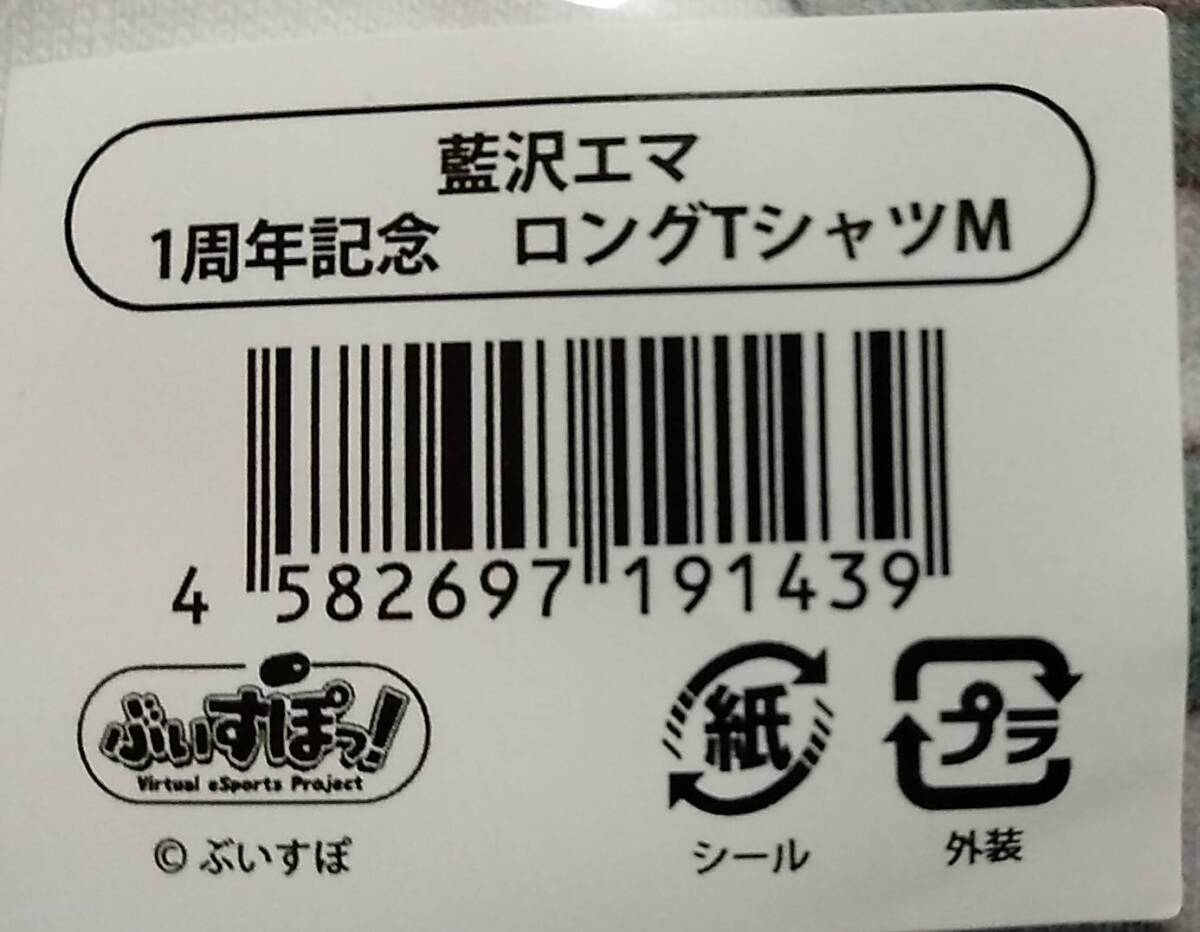 藍沢エマ
1周年記念　ロングTシャツM
4 582697 191439
ぶいすぽっ!
Virtual eSports Project
© ぶいすぽ
紙
シール
プラ
外装